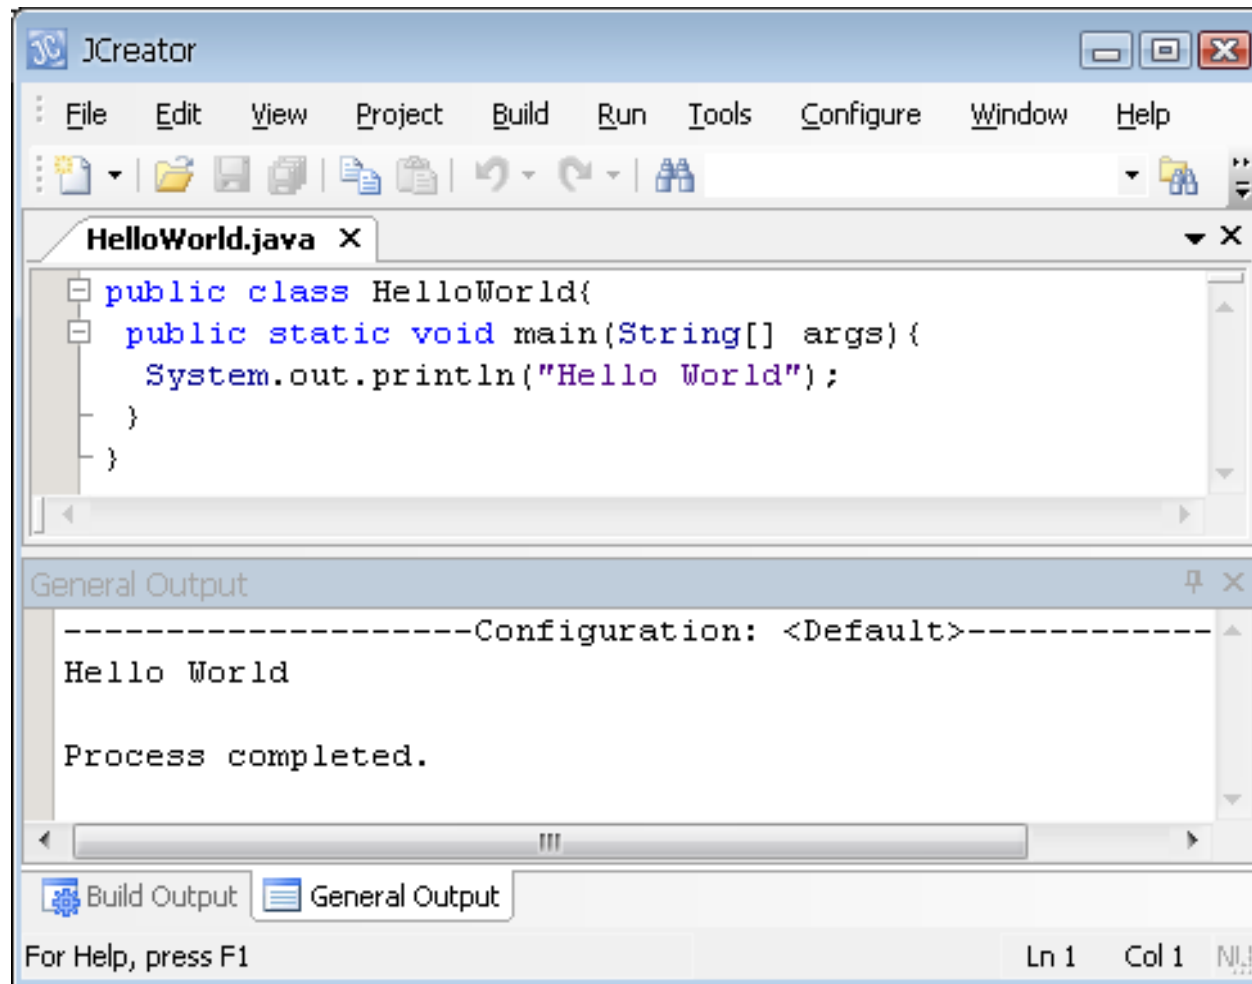 JCreator
File Edit View Project Build Run Tools Configure Window Help
HelloWorld.java
public class HelloWorld{
public static void main(String[] args){
System.out.println("Hello World");
}
}
General Output
--------------------Configuration: <Default>------------
Hello World
Process completed.
Build Output General Output
For Help, press F1 Ln 1 Col 1